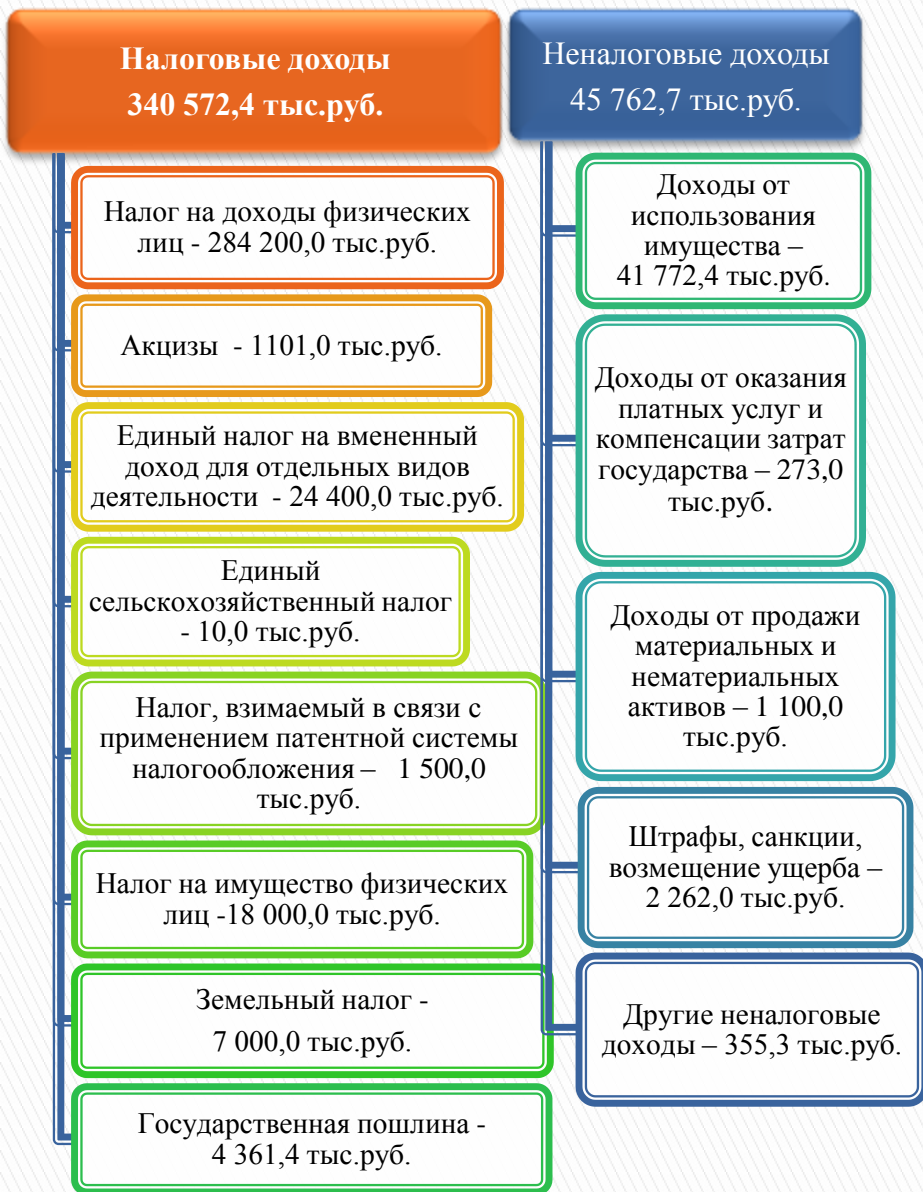 Налоговые доходы
340 572,4 тыс.руб.
Налог на доходы физических
лиц - 284 200,0 тыс.руб.
Акцизы - 1101,0 тыс.руб.
Единый налог на вмененный
доход для отдельных видов
деятельности - 24 400,0 тыс.руб.
Единый
сельскохозяйственный налог
- 10,0 тыс.руб.
Налог, взимаемый в связи с
применением патентной системы
налогообложения – 1 500,0
тыс.руб.
Налог на имущество физических
лиц -18 000,0 тыс.руб.
Земельный налог -
7 000,0 тыс.руб.
Государственная пошлина -
4 361,4 тыс.руб.
Неналоговые доходы
45 762,7 тыс.руб.
Доходы от
использования
имущества –
41 772,4 тыс.руб.
Доходы от оказания
платных услуг и
компенсации затрат
государства – 273,0
тыс.руб.
Доходы от продажи
материальных и
нематериальных
активов – 1 100,0
тыс.руб.
Штрафы, санкции,
возмещение ущерба –
2 262,0 тыс.руб.
Другие неналоговые
доходы – 355,3 тыс.руб.